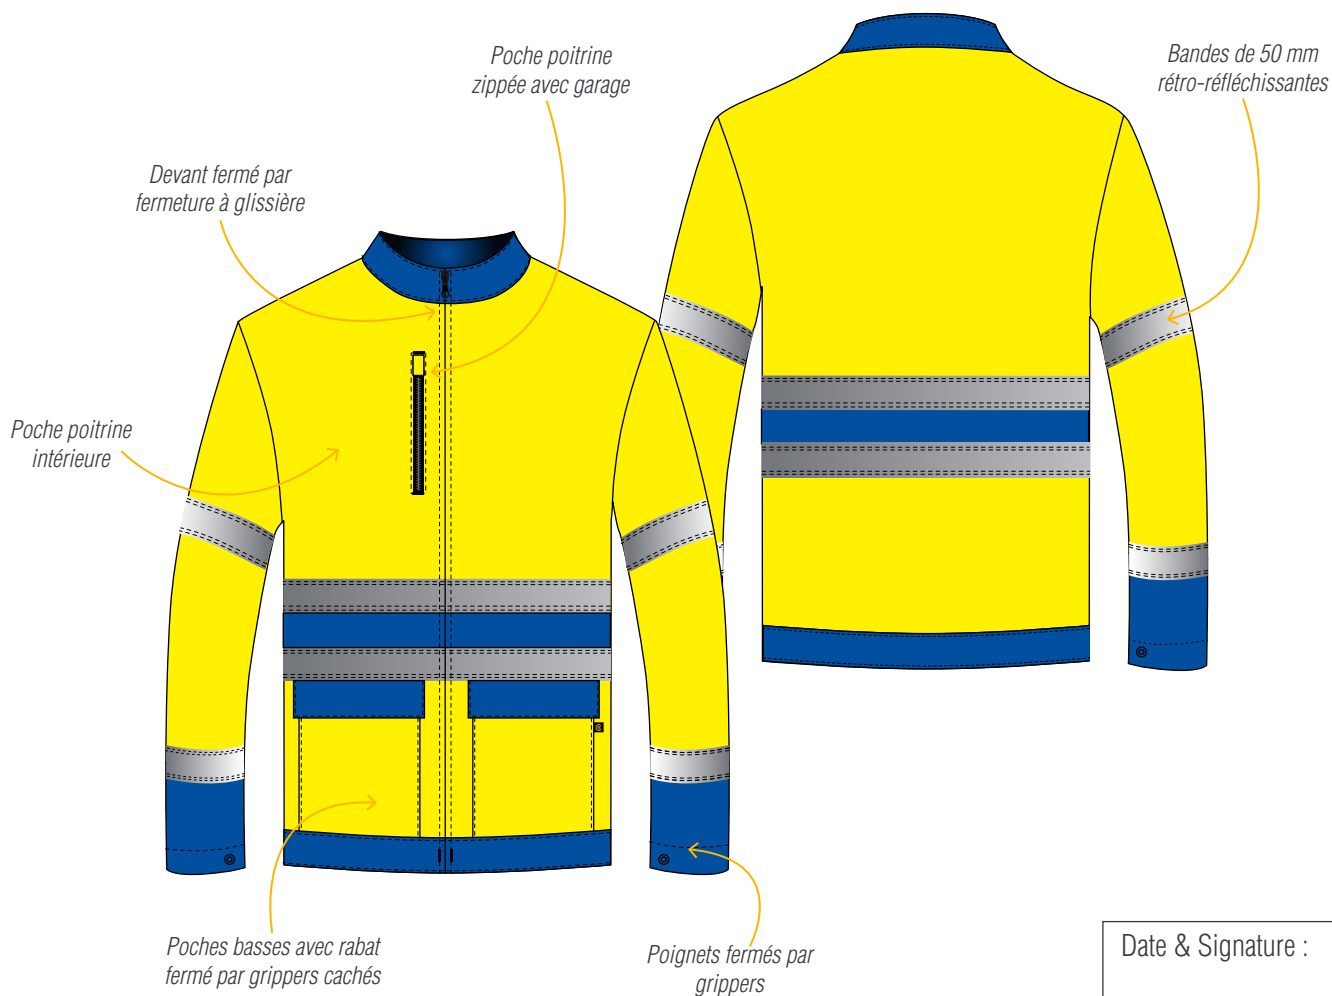 Poche poitrine
zippée avec garage
Bandes de 50 mm
rétro-réfléchissantes
Devant fermé par
fermeture à glissière
Poche poitrine
intérieure
Poches basses avec rabat
fermé par grippers cachés
Poignets fermés par
grippers
Date & Signature :